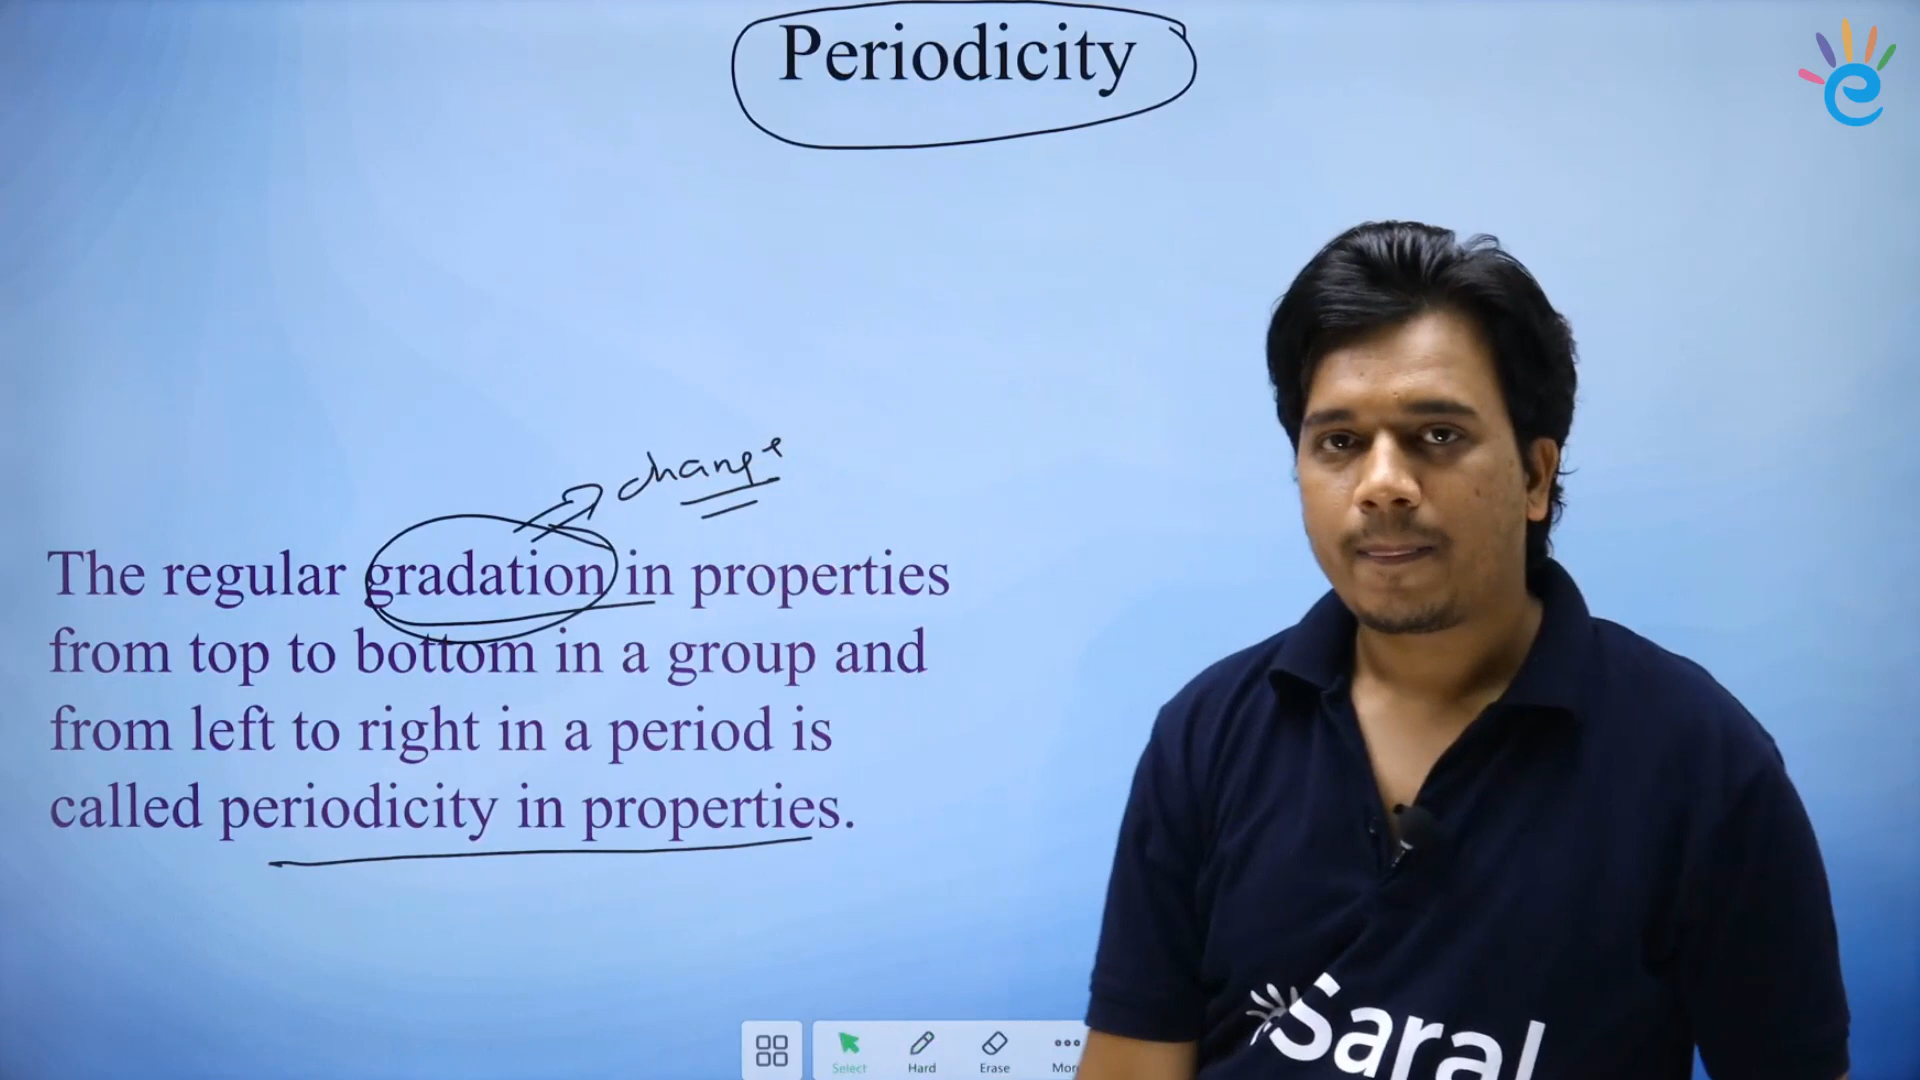 Periodicity
change
The regular gradation in properties
from top to bottom in a group and
from left to right in a period is
called periodicity in properties.
Select
Hard
Erase
More
Saral